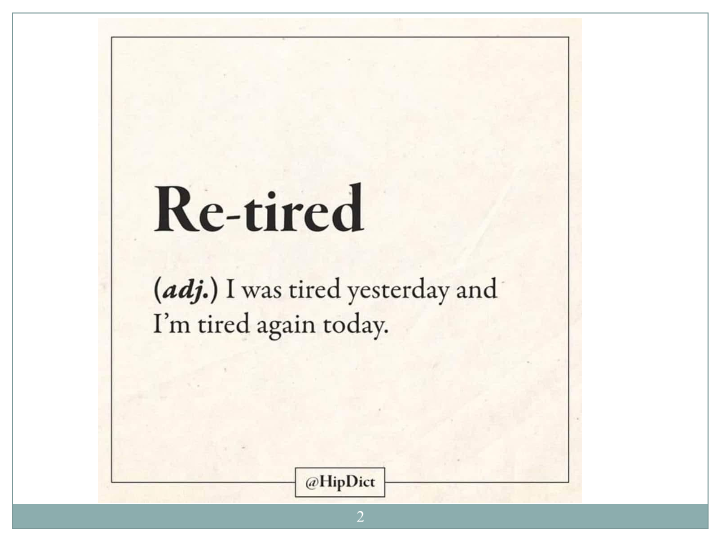 Re-tired
(adj.) I was tired yesterday and
I’m tired again today.
@HipDict
2